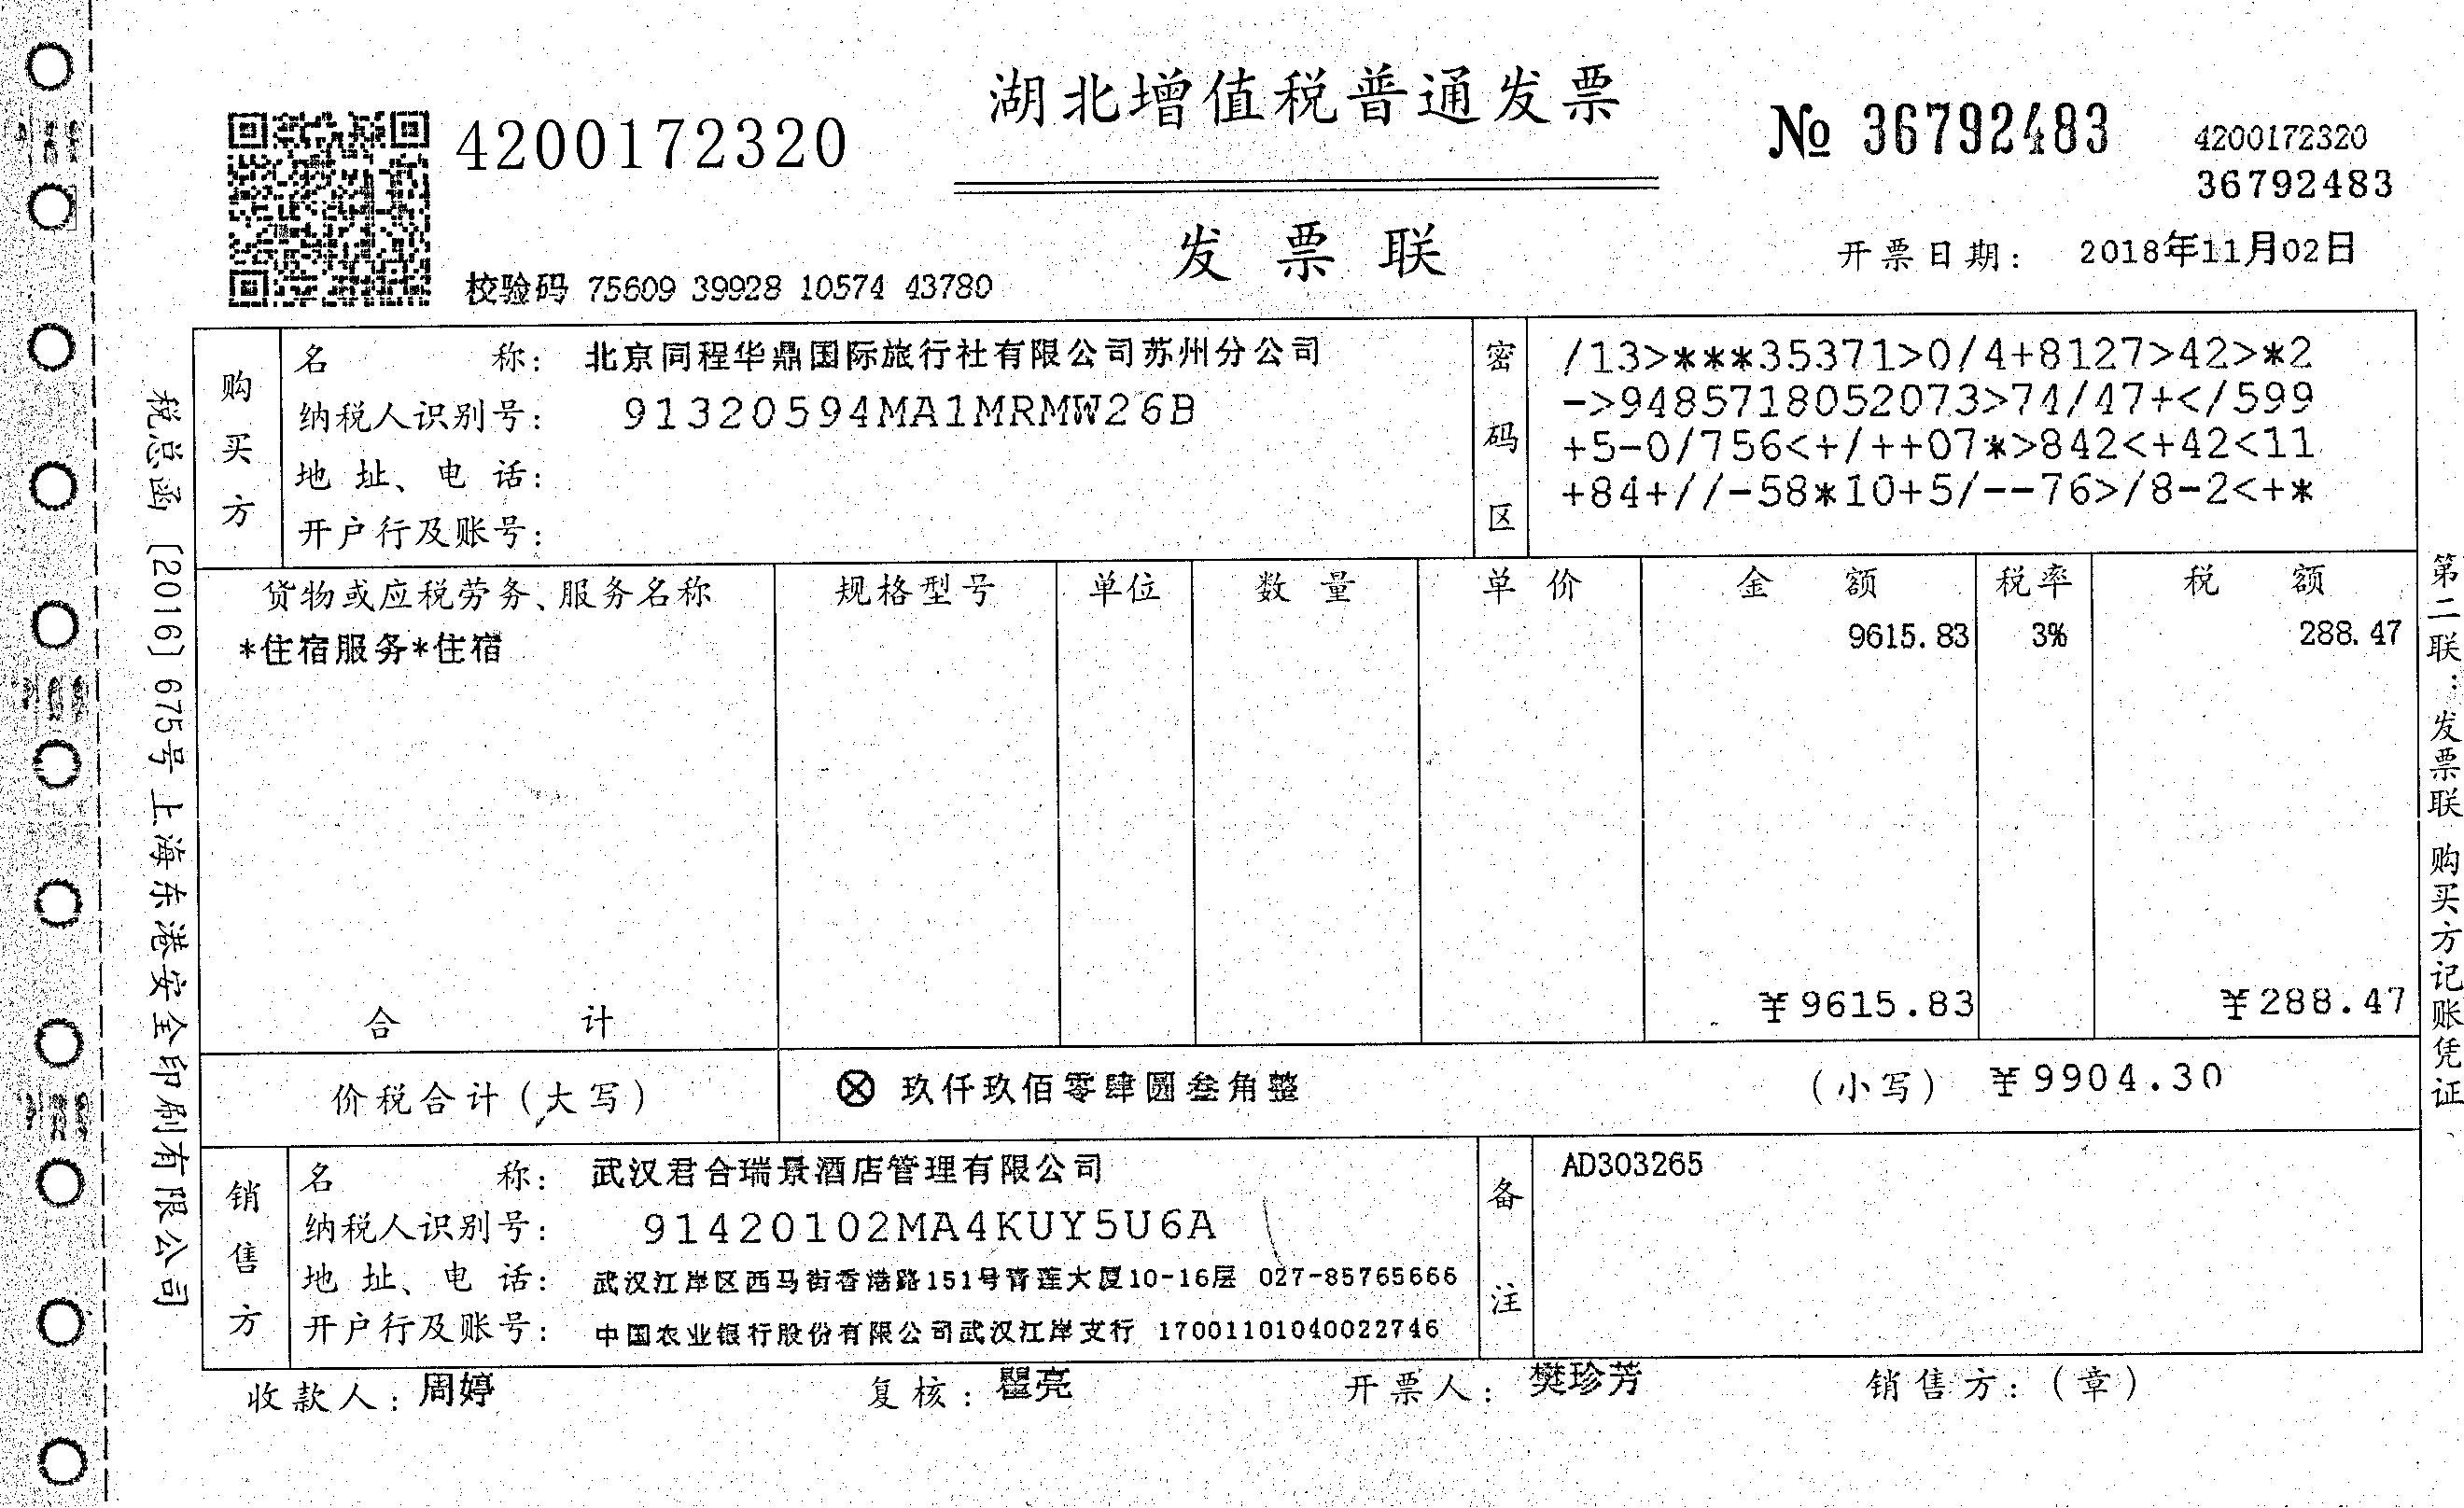 湖北增值税普通发票
4200172320
№ 36792483
4200172320
36792483
发票联
开票日期: 2018年11月02日
校验码 75609 39928 10574 43780
购买方
名称: 北京同程华鼎国际旅行社有限公司苏州分公司
纳税人识别号: 91320594MA1MRMW26B
地址、电话:
开户行及账号:
密码区
/13>***35371>0/4+8127>42>*2
->9485718052073>74/47+</599
+5-0/756<+/++07*>842<+42<11
+84+//-58*10+5/--76>/8-2<+*
货物或应税劳务、服务名称 规格型号 单位 数量 单价 金额 税率 税额
*住宿服务*住宿 9615.83 3% 288.47
合计 ¥9615.83 ¥288.47
价税合计(大写) ⊗ 玖仟玖佰零肆圆叁角整 (小写) ¥9904.30
销售方
名称: 武汉君合瑞景酒店管理有限公司
纳税人识别号: 91420102MA4KUY5U6A
地址、电话: 武汉江岸区西马街香港路151号青莲大厦10-16层 027-85765666
开户行及账号: 中国农业银行股份有限公司武汉江岸支行 17001101040022746
备注
AD303265
收款人: 周婷 复核: 瞿亮 开票人: 樊珍芳 销售方: (章)
税总函〔2016〕675号上海东港安全印刷有限公司
第二联:发票联 购买方记账凭证